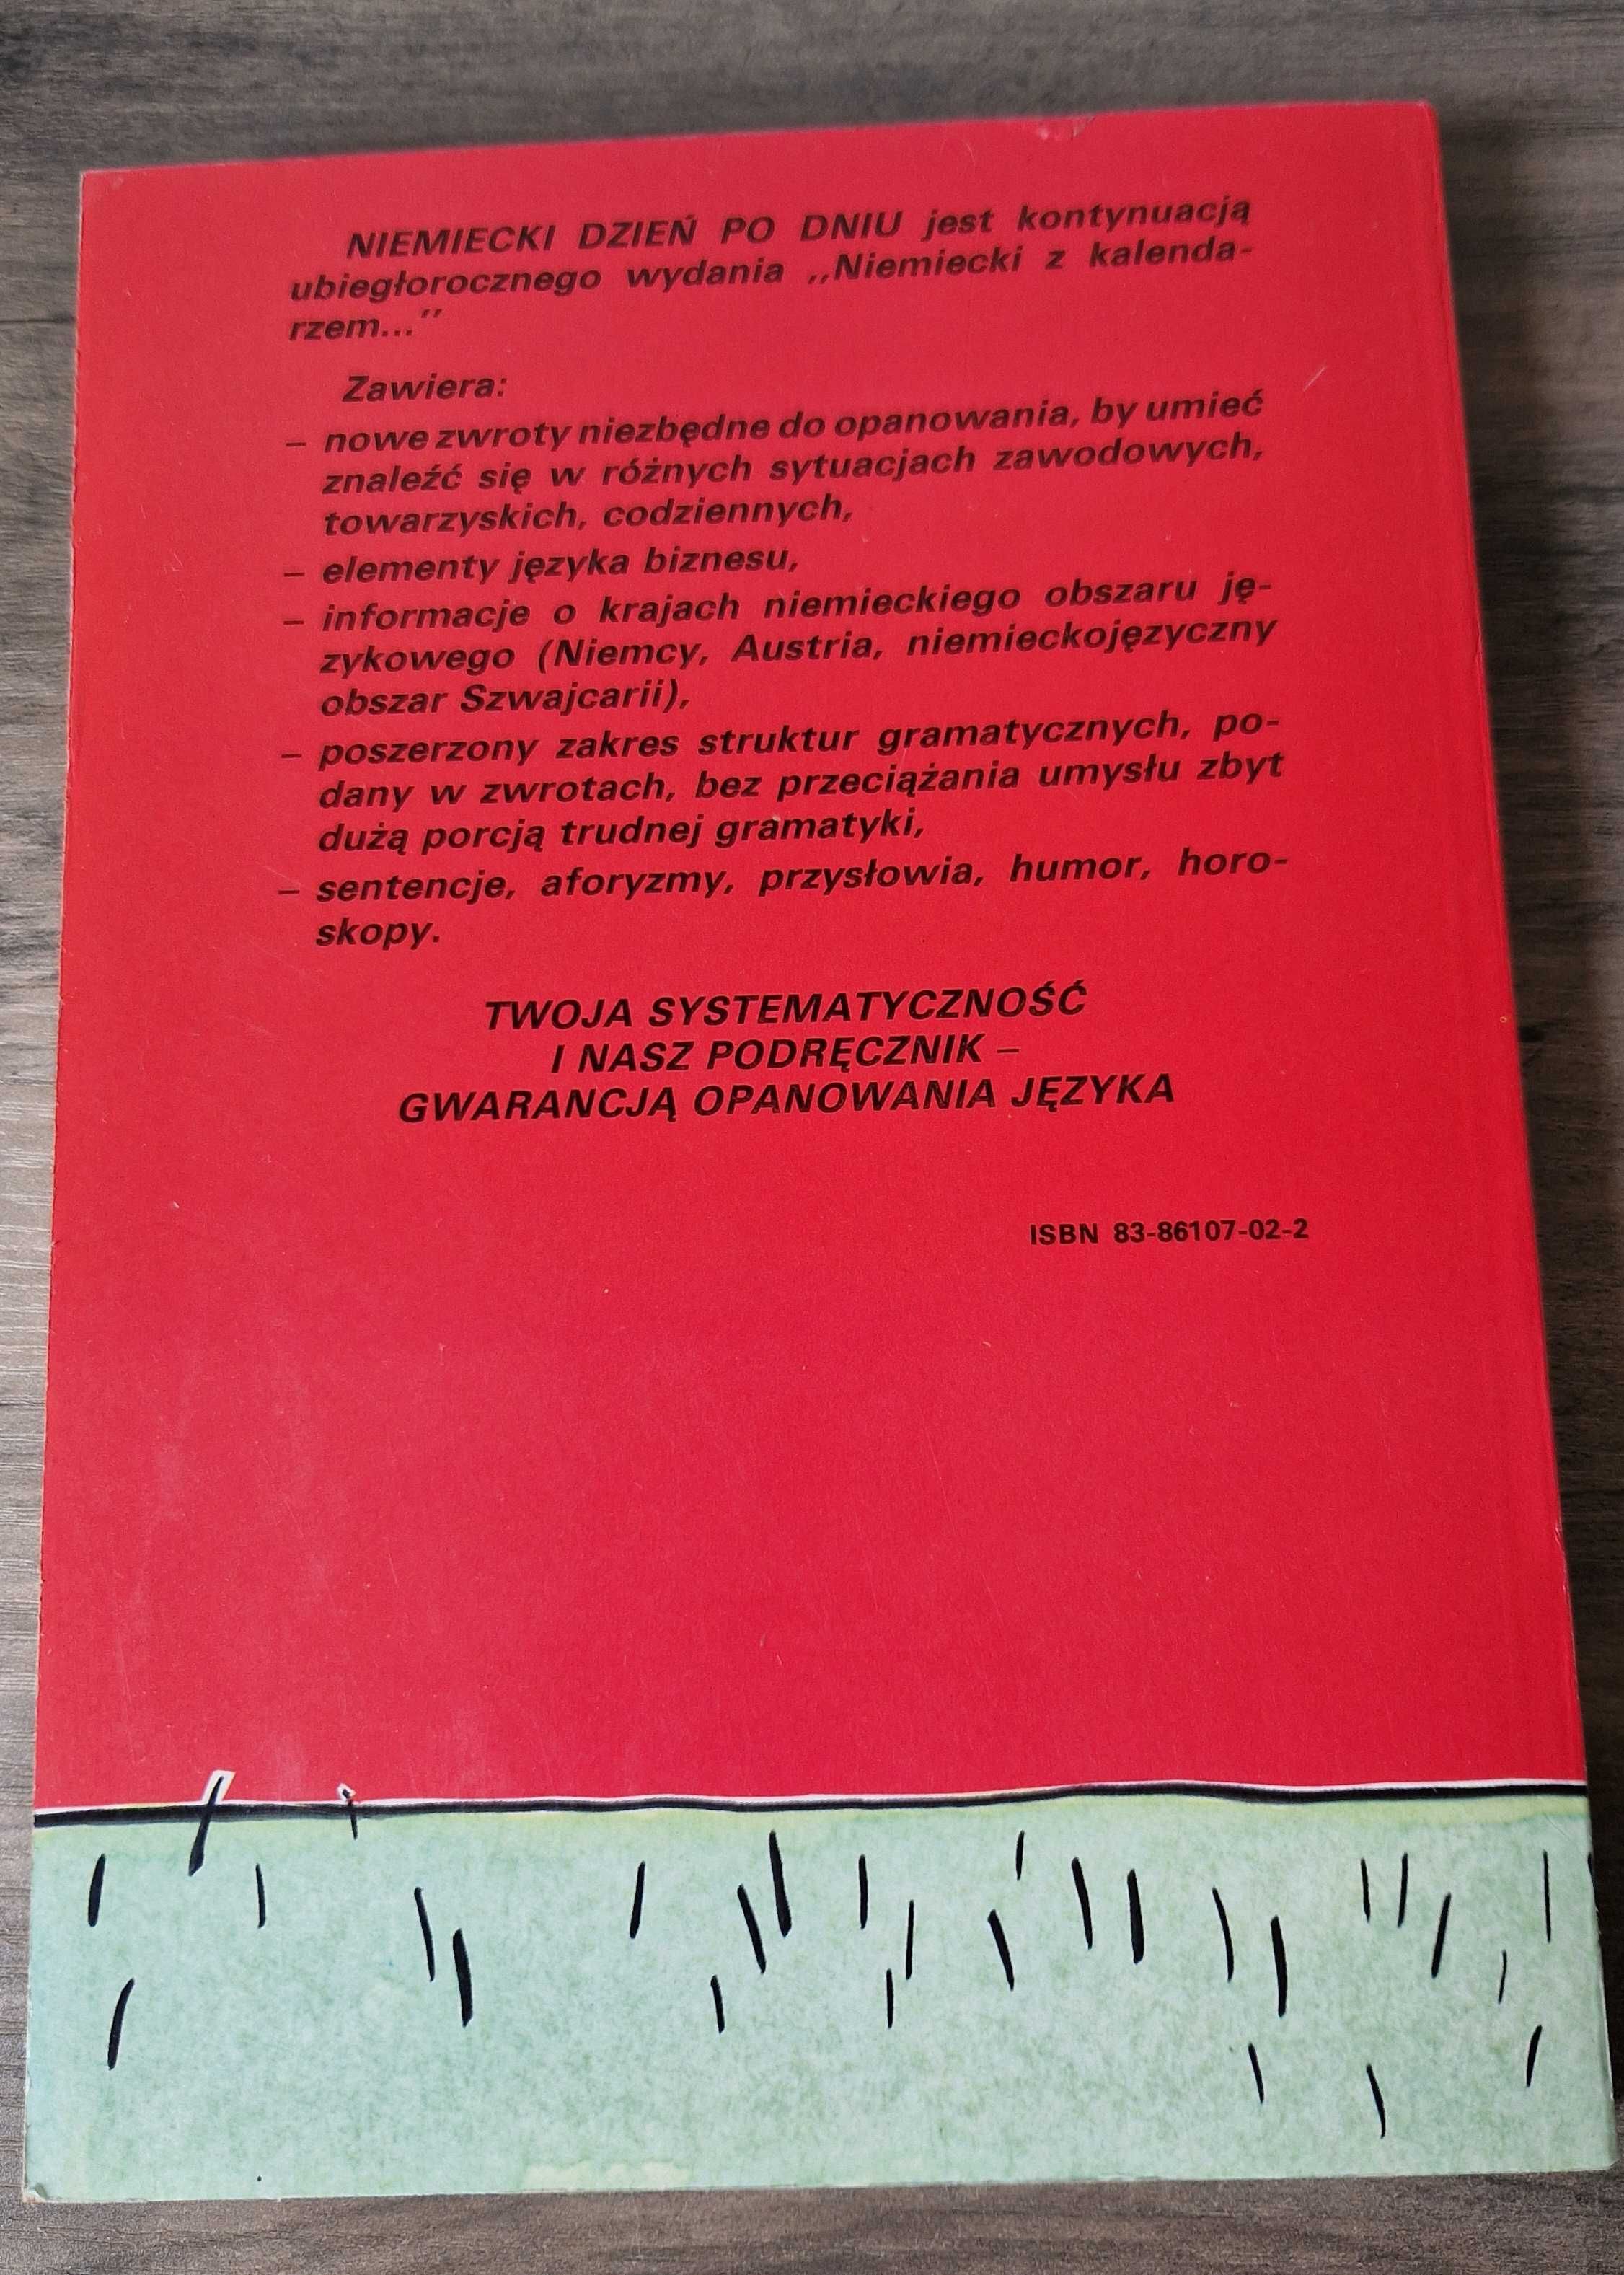 NIEMIECKI DZIEŃ PO DNIU jest kontynuacją
ubiegłorocznego wydania ,,Niemiecki z kalenda-
rzem...”
Zawiera:
– nowe zwroty niezbędne do opanowania, by umieć
znaleźć się w różnych sytuacjach zawodowych,
towarzyskich, codziennych,
– elementy języka biznesu,
– informacje o krajach niemieckiego obszaru ję-
zykowego (Niemcy, Austria, niemieckojęzyczny
obszar Szwajcarii),
– poszerzony zakres struktur gramatycznych, po-
dany w zwrotach, bez przeciążania umysłu zbyt
dużą porcją trudnej gramatyki,
– sentencje, aforyzmy, przysłowia, humor, horo-
skopy.
TWOJA SYSTEMATYCZNOŚĆ
I NASZ PODRĘCZNIK –
GWARANCJĄ OPANOWANIA JĘZYKA
ISBN 83-86107-02-2